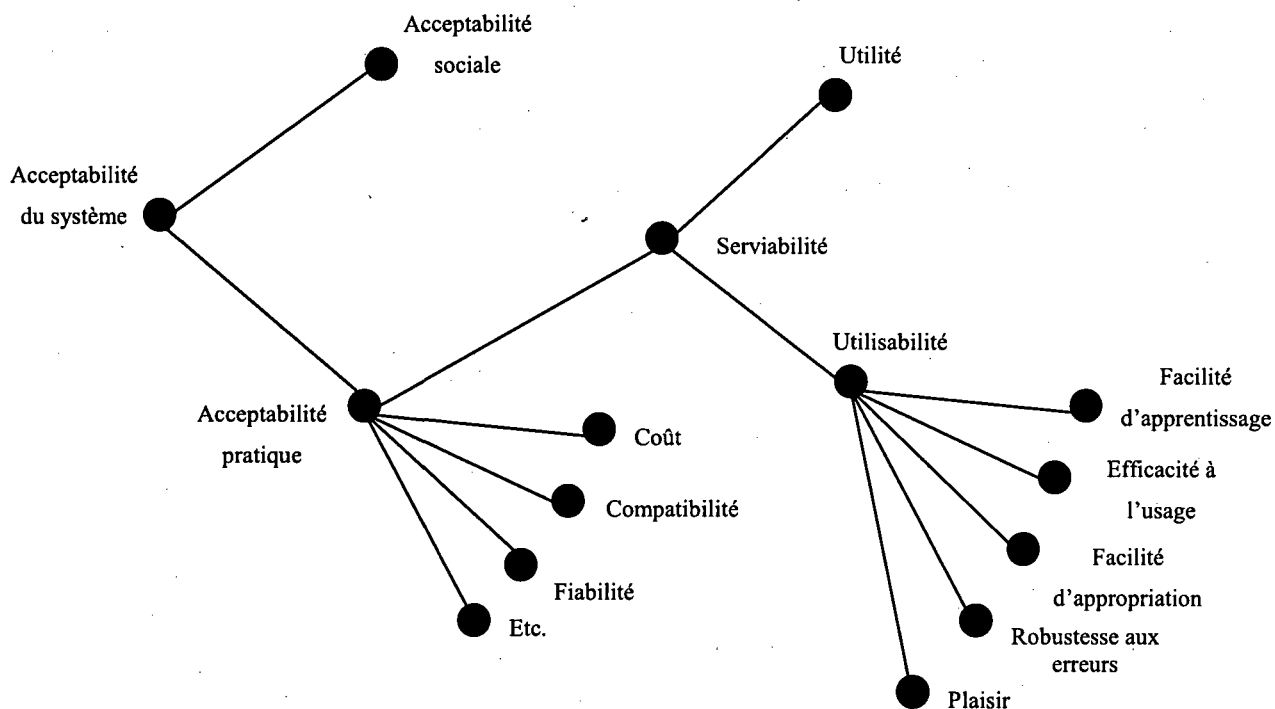 Acceptabilité
sociale
Utilité
Acceptabilité
du système
Serviabilité
Utilisabilité
Acceptabilité
pratique
Coût
Compatibilité
Fiabilité
Etc.
Facilité
d'apprentissage
Efficacité à
l'usage
Facilité
d'appropriation
Robustesse aux
erreurs
Plaisir